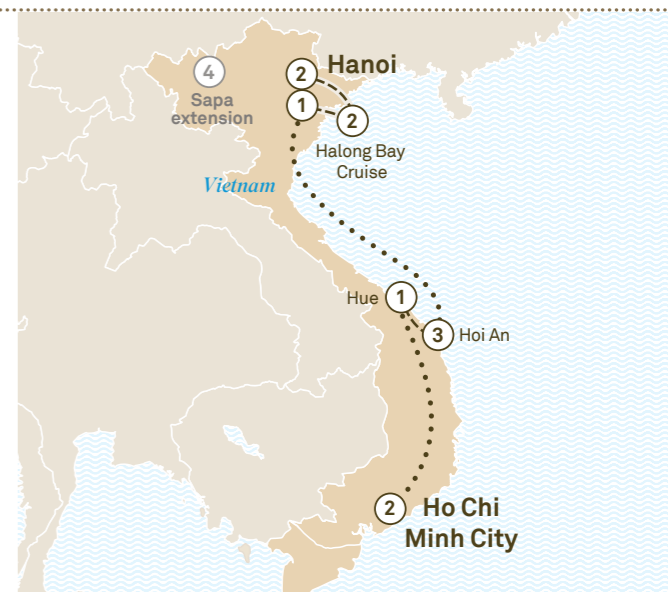 2
Hanoi
4
Sapa
extension
1
2
Halong Bay
Cruise
Vietnam
Hue
1
3
Hoi An
2
Ho Chi
Minh City